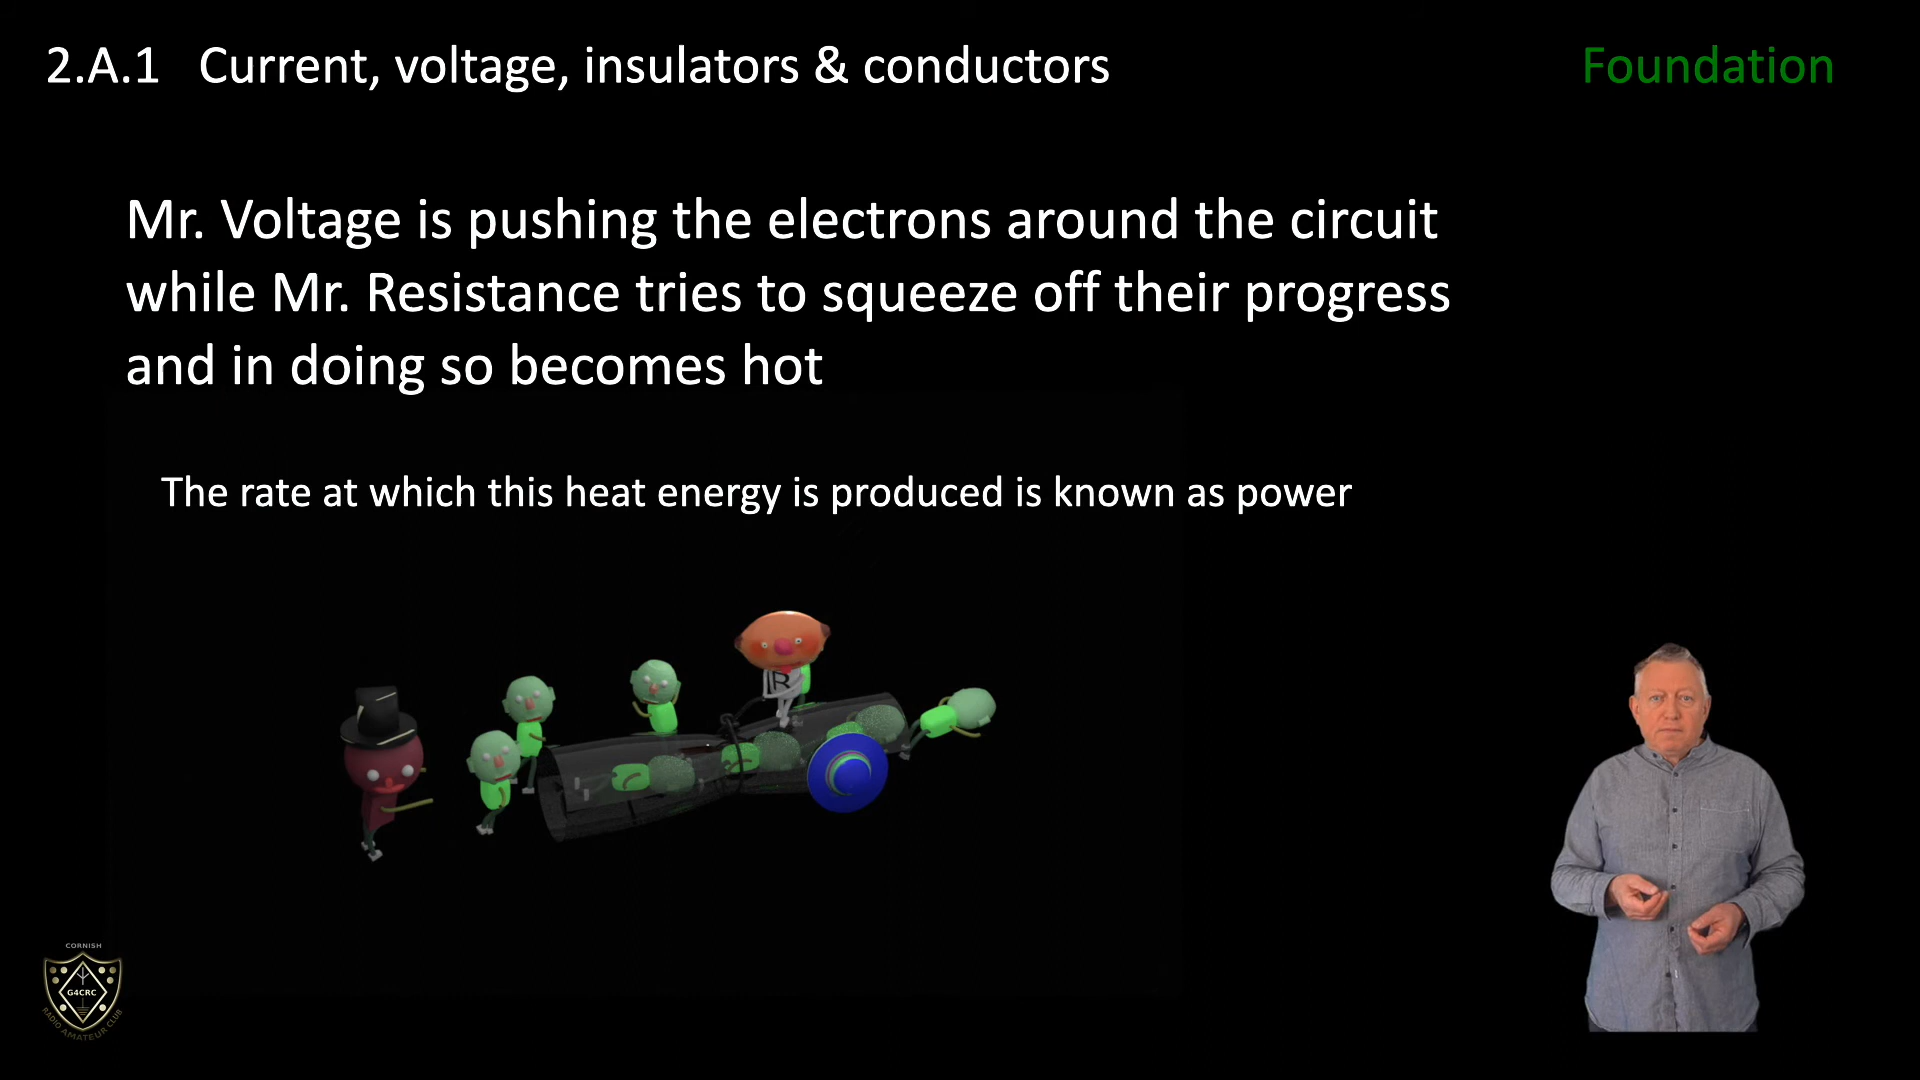 2.A.1 Current, voltage, insulators & conductors
Foundation
Mr. Voltage is pushing the electrons around the circuit
while Mr. Resistance tries to squeeze off their progress
and in doing so becomes hot
The rate at which this heat energy is produced is known as power
R
CORNISH
G4CRC
RADIO AMATEUR CLUB